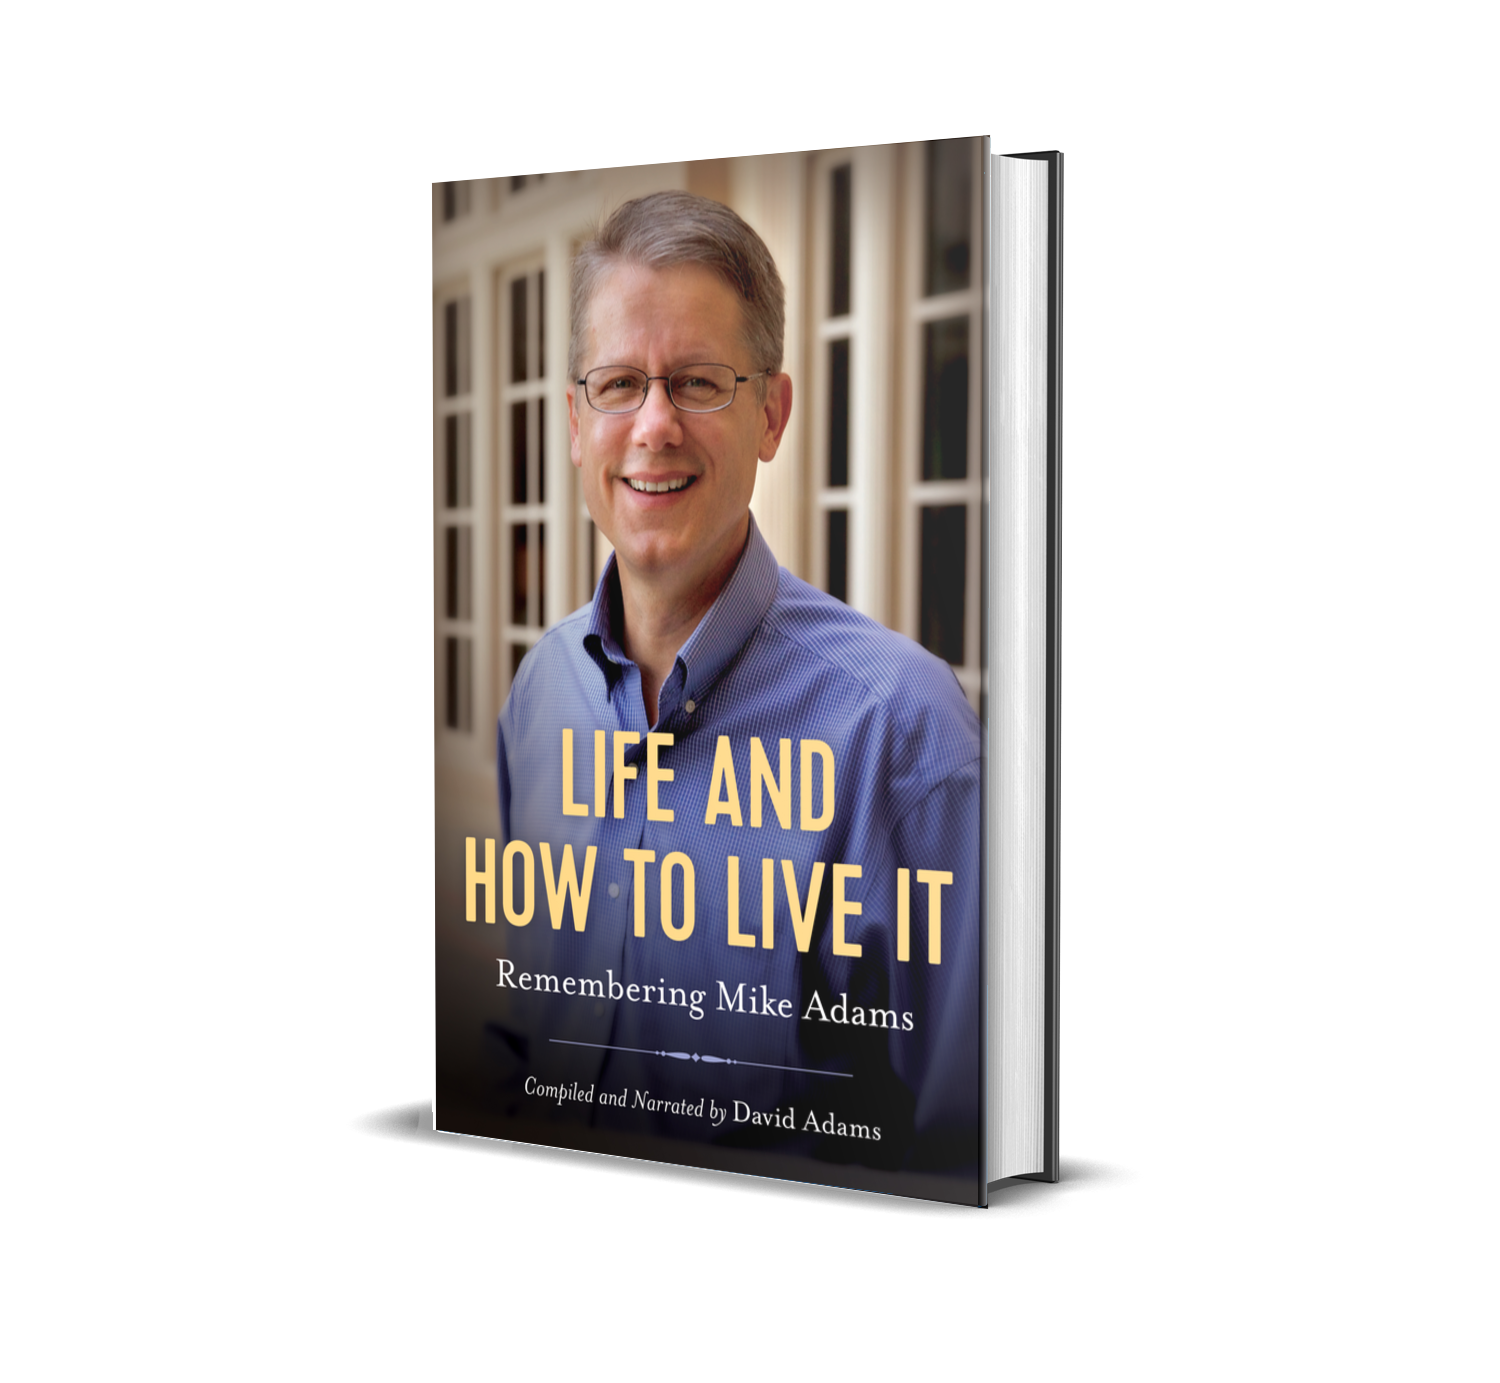 LIFE AND
HOW TO LIVE IT
Remembering Mike Adams
Compiled and Narrated by David Adams